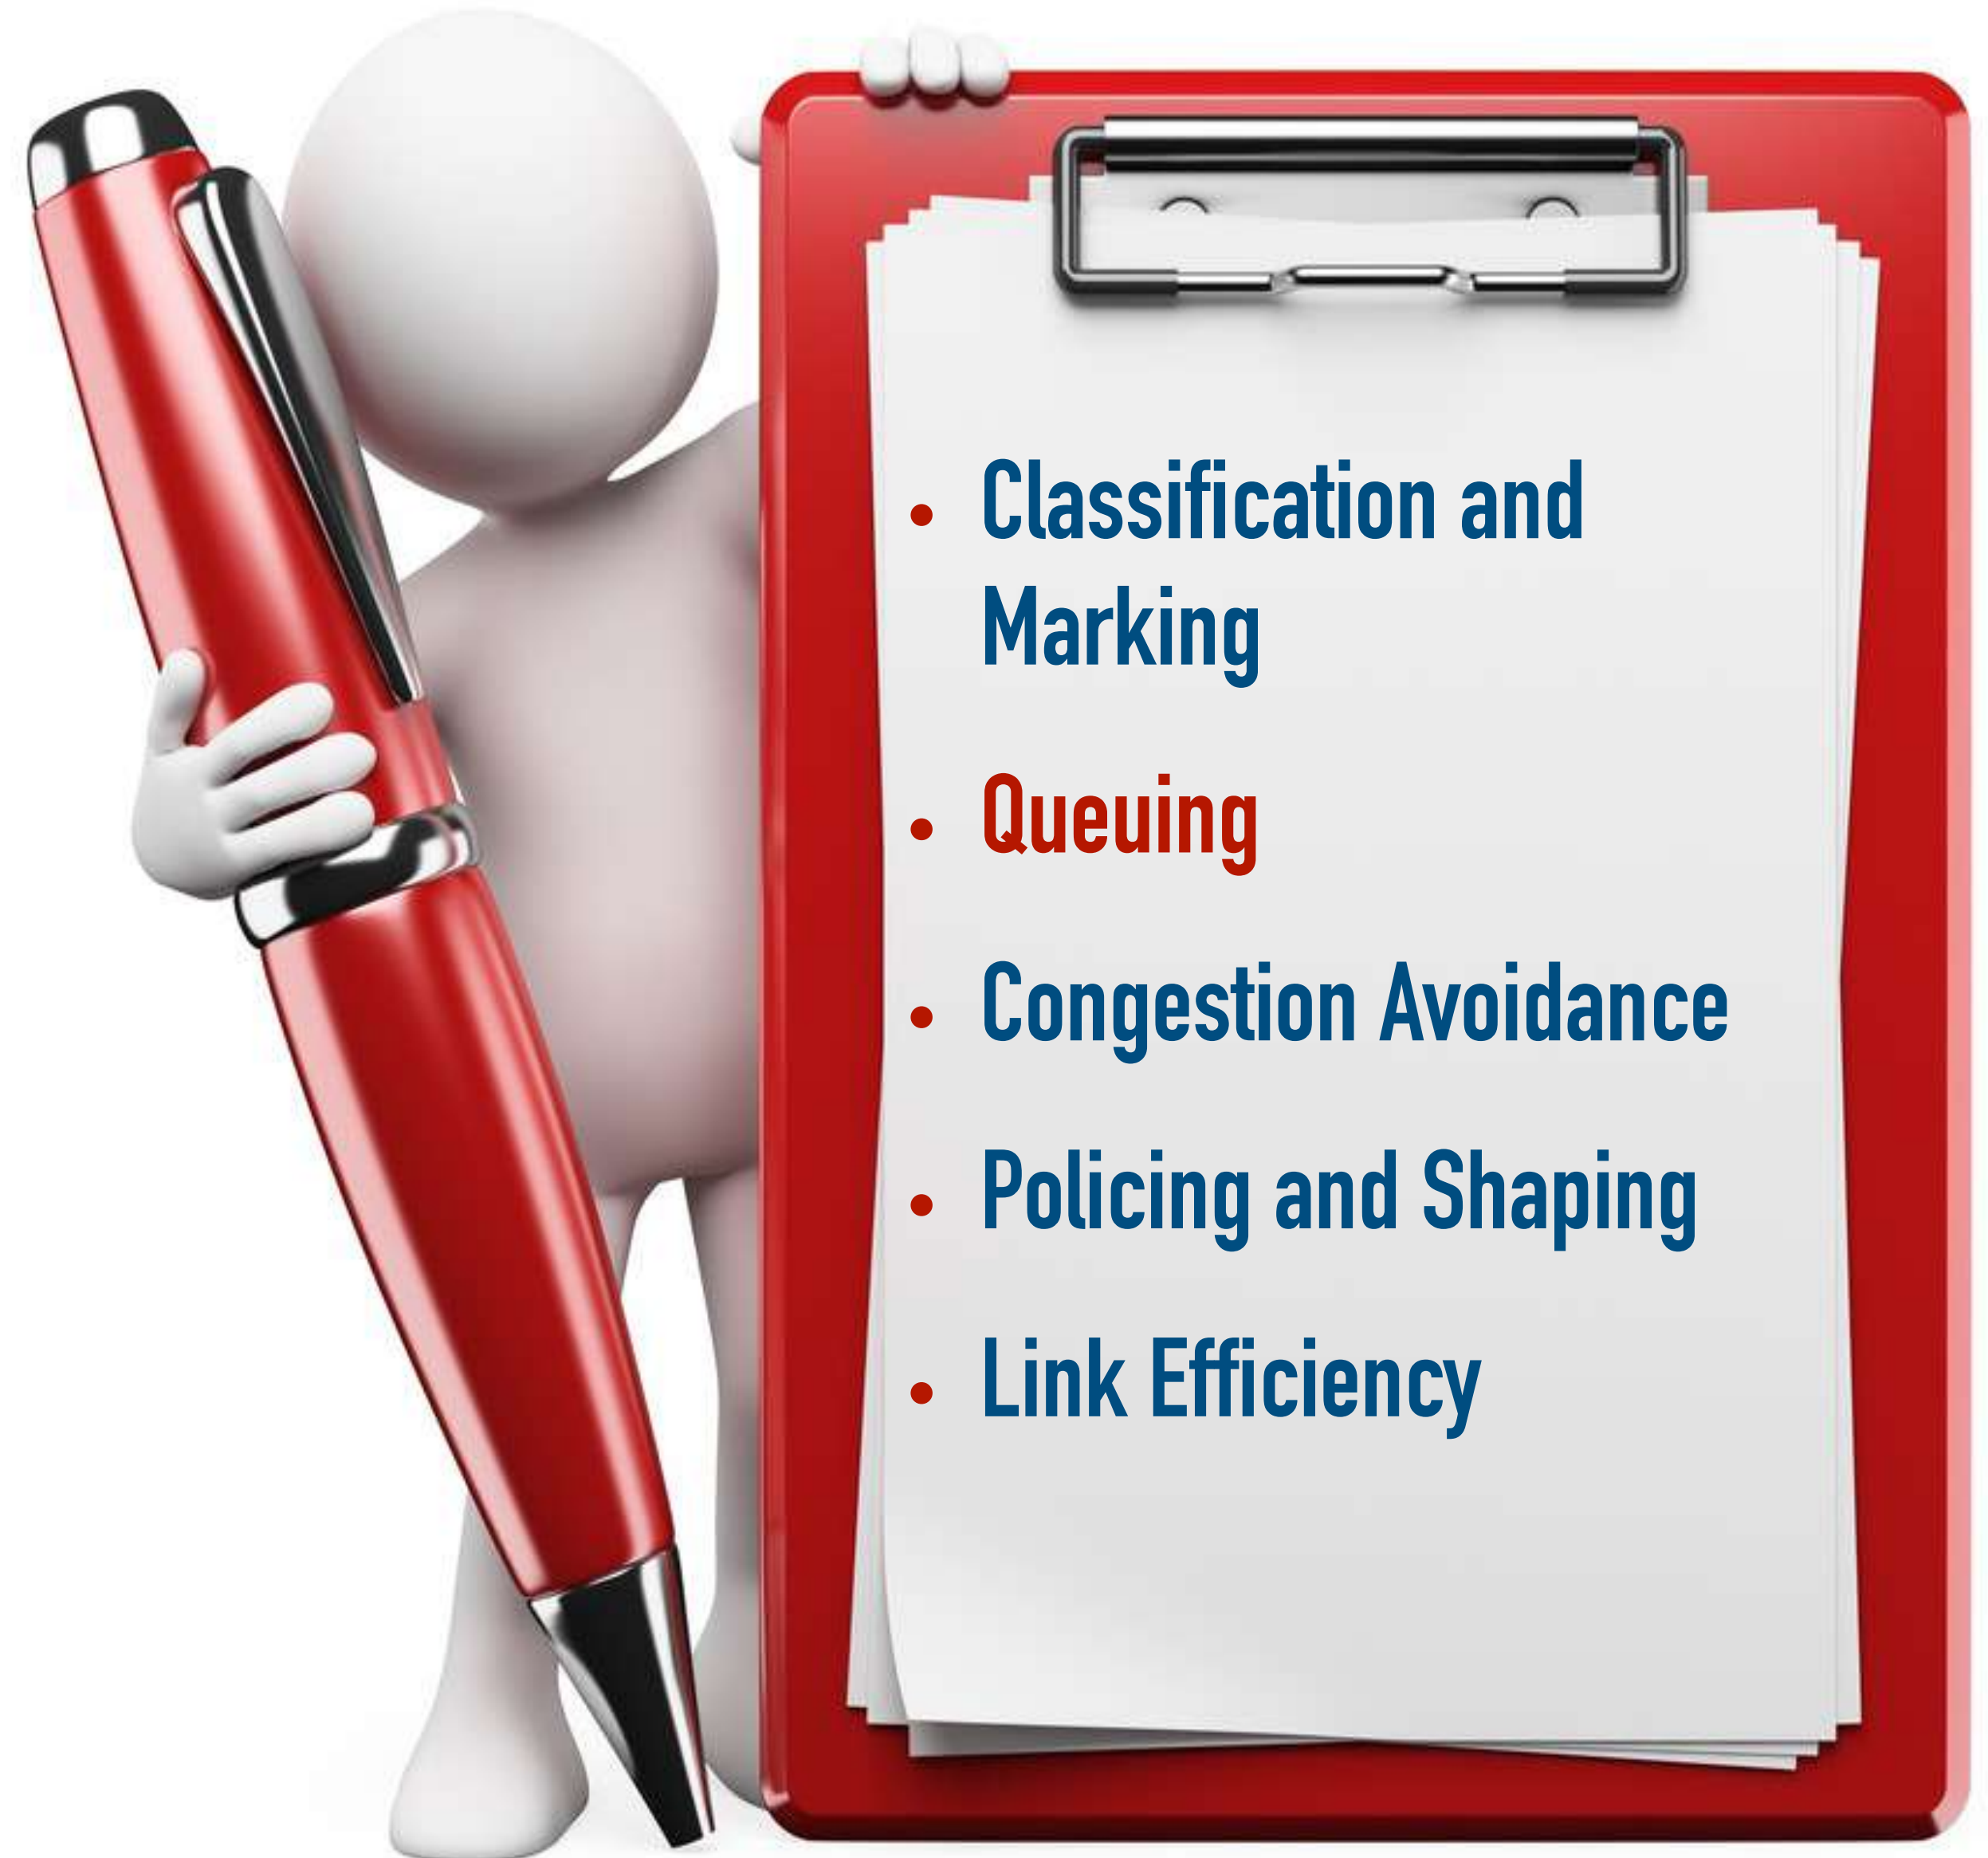 • Classification and
Marking
• Queuing
• Congestion Avoidance
• Policing and Shaping
• Link Efficiency